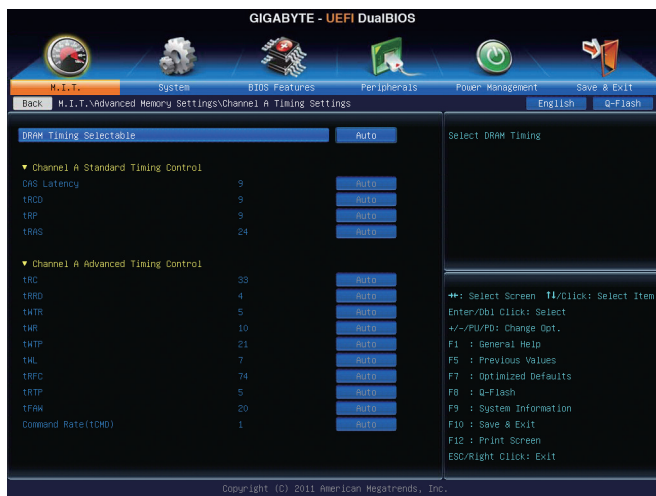 GIGABYTE - UEFI DualBIOS
M.I.T. System BIOS Features Peripherals Power Management Save & Exit
Back M.I.T.\Advanced Memory Settings\Channel A Timing Settings English Q-Flash
DRAM Timing Selectable Auto
Select DRAM Timing
▼ Channel A Standard Timing Control
CAS Latency 9 Auto
tRCD 9 Auto
tRP 9 Auto
tRAS 24 Auto
▼ Channel A Advanced Timing Control
tRC 33 Auto
tRRD 4 Auto
tWTR 5 Auto
tWR 10 Auto
tWTP 21 Auto
tWL 7 Auto
tRFC 74 Auto
tRTP 5 Auto
tFAW 20 Auto
Command Rate(tCMD) 1 Auto
→←: Select Screen ↑↓/Click: Select Item
Enter/Dbl Click: Select
+/-/PU/PD: Change Opt.
F1 : General Help
F5 : Previous Values
F7 : Optimized Defaults
F8 : Q-Flash
F9 : System Information
F10 : Save & Exit
F12 : Print Screen
ESC/Right Click: Exit
Copyright (C) 2011 American Megatrends, Inc.